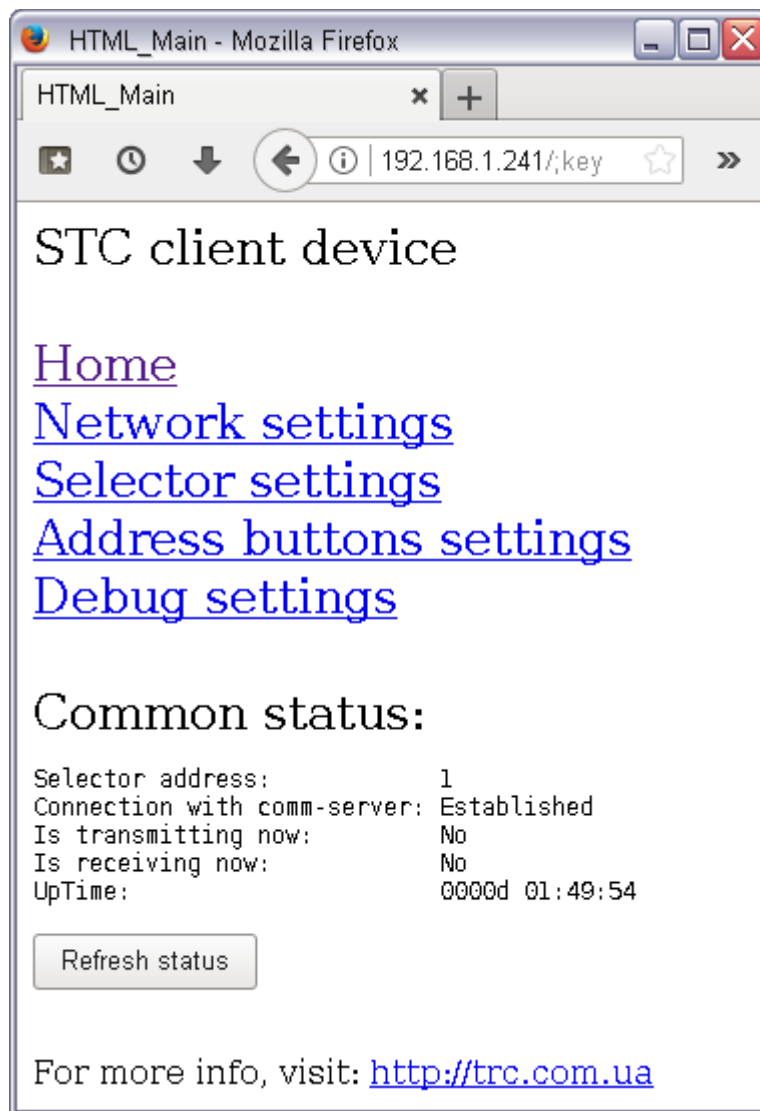 HTML_Main - Mozilla Firefox
HTML_Main
192.168.1.241/;key
STC client device
Home
Network settings
Selector settings
Address buttons settings
Debug settings
Common status:
Selector address: 1
Connection with comm-server: Established
Is transmitting now: No
Is receiving now: No
UpTime: 0000d 01:49:54
Refresh status
For more info, visit: http://trc.com.ua